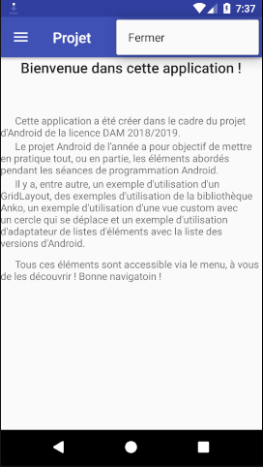 7:37
Projet
Fermer
Bienvenue dans cette application !
Cette application a été créer dans le cadre du projet
d'Android de la licence DAM 2018/2019.
Le projet Android de l'année a pour objectif de mettre
en pratique tout, ou en partie, les éléments abordés
pendant les séances de programmation Android.
Il y a, entre autre, un exemple d'utilisation d'un
GridLayout, des exemples d'utilisation de la bibliothèque
Anko, un exemple d'utilisation d'une vue custom avec
un cercle qui se déplace et un exemple d'utilisation
d'adaptateur de listes d'éléments avec la liste des
versions d'Android.
Tous ces éléments sont accessible via le menu, à vous
de les découvrir ! Bonne navigatoin !